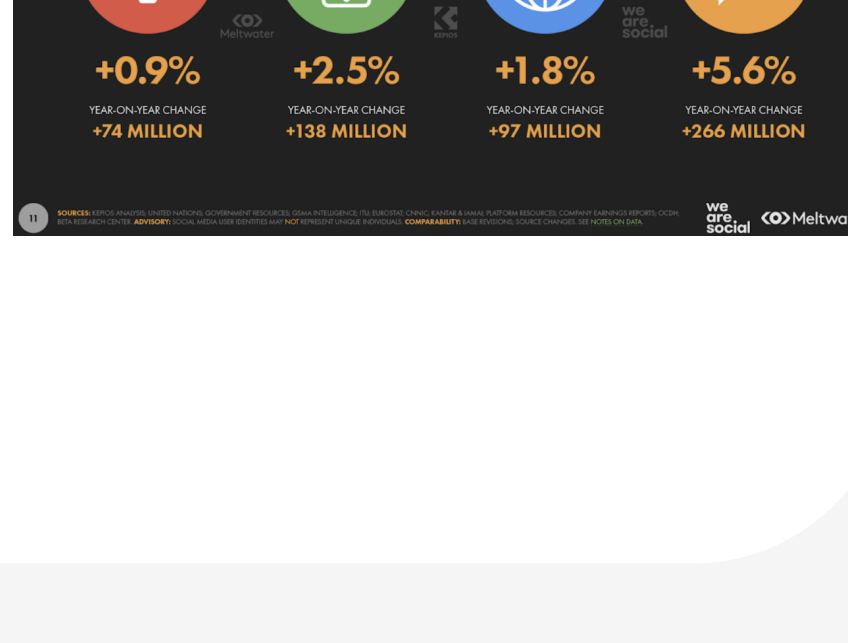 Meltwater
KEPIOS
we
are.
social
+0.9%
+2.5%
+1.8%
+5.6%
YEAR-ON-YEAR CHANGE
+74 MILLION
YEAR-ON-YEAR CHANGE
+138 MILLION
YEAR-ON-YEAR CHANGE
+97 MILLION
YEAR-ON-YEAR CHANGE
+266 MILLION
11
SOURCES: KEPIOS ANALYSIS; UNITED NATIONS; GOVERNMENT RESOURCES; GSMA INTELLIGENCE; ITU; EUROSTAT; CNNIC; KANTAR & IAMAI; PLATFORM RESOURCES; COMPANY EARNINGS REPORTS; OCDH;
BETA RESEARCH CENTER. ADVISORY: SOCIAL MEDIA USER IDENTITIES MAY NOT REPRESENT UNIQUE INDIVIDUALS. COMPARABILITY: BASE REVISIONS; SOURCE CHANGES. SEE NOTES ON DATA.
we
are.
social
Meltwa